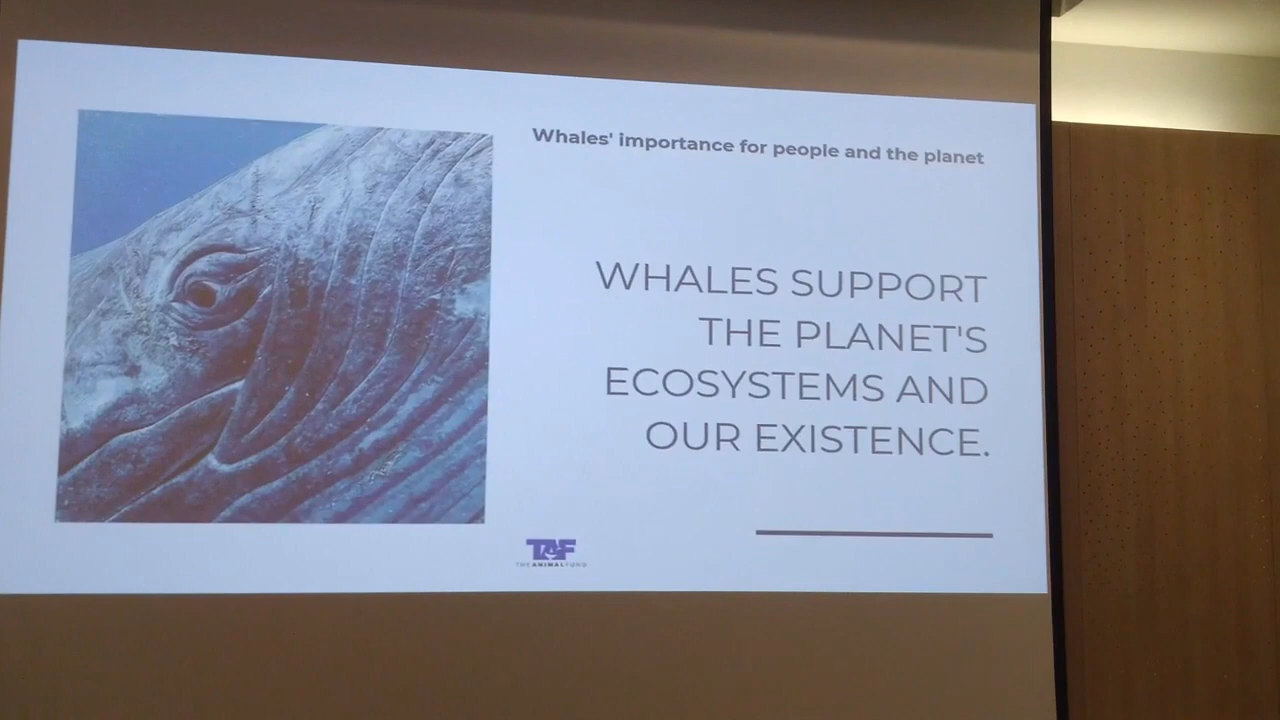 Whales' importance for people and the planet
WHALES SUPPORT
THE PLANET'S
ECOSYSTEMS AND
OUR EXISTENCE.
TAF
THE ANIMAL FUND